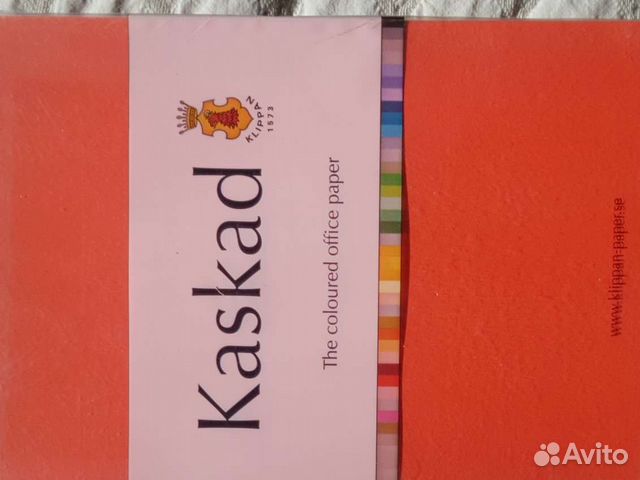 Kaskad
KLIPPAN
1573
The coloured office paper
www.klippan-paper.se
Avito